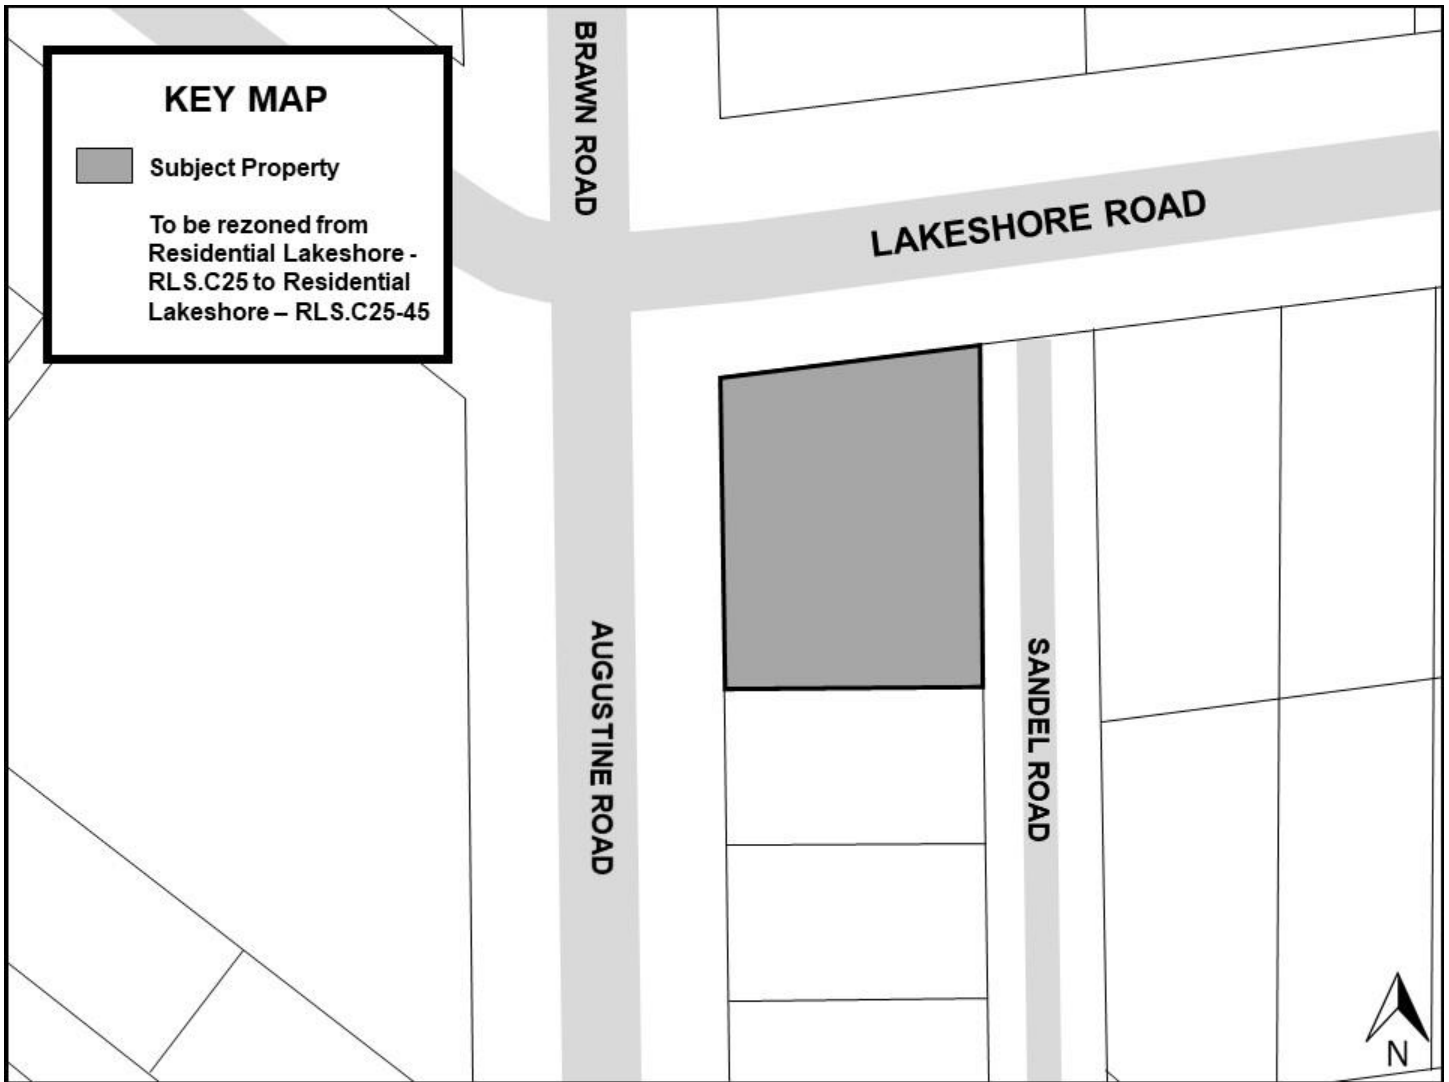 KEY MAP
Subject Property
To be rezoned from
Residential Lakeshore -
RLS.C25 to Residential
Lakeshore – RLS.C25-45
BRAWN ROAD
LAKESHORE ROAD
AUGUSTINE ROAD
SANDEL ROAD
N